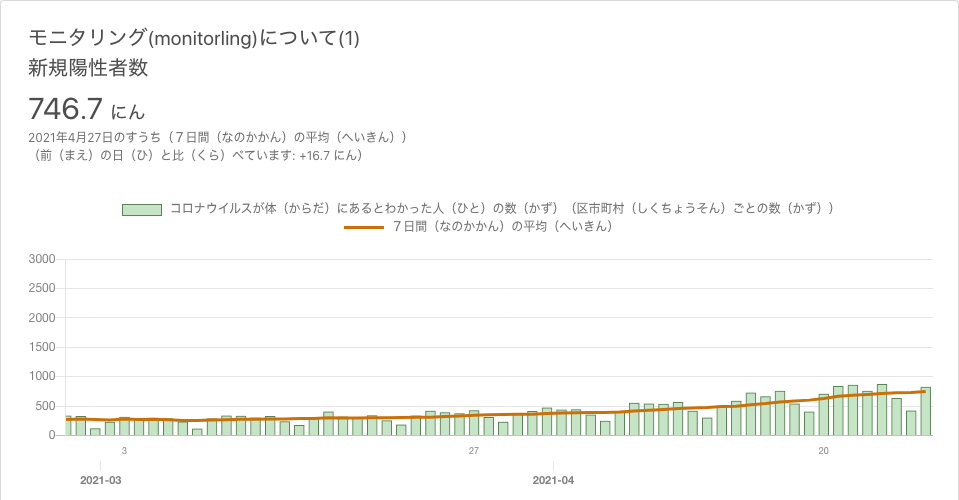 モニタリング(monitorling)について(1)
新規陽性者数
746.7 にん
2021年4月27日のすうち（７日間（なのかかん）の平均（へいきん））
（前（まえ）の日（ひ）と比（くら）べています: +16.7 にん）
コロナウイルスが体（からだ）にあるとわかった人（ひと）の数（かず）（区市町村（しくちょうそん）ごとの数（かず））
７日間（なのかかん）の平均（へいきん）
3000
2500
2000
1500
1000
500
0
3 27 20
2021-03 2021-04